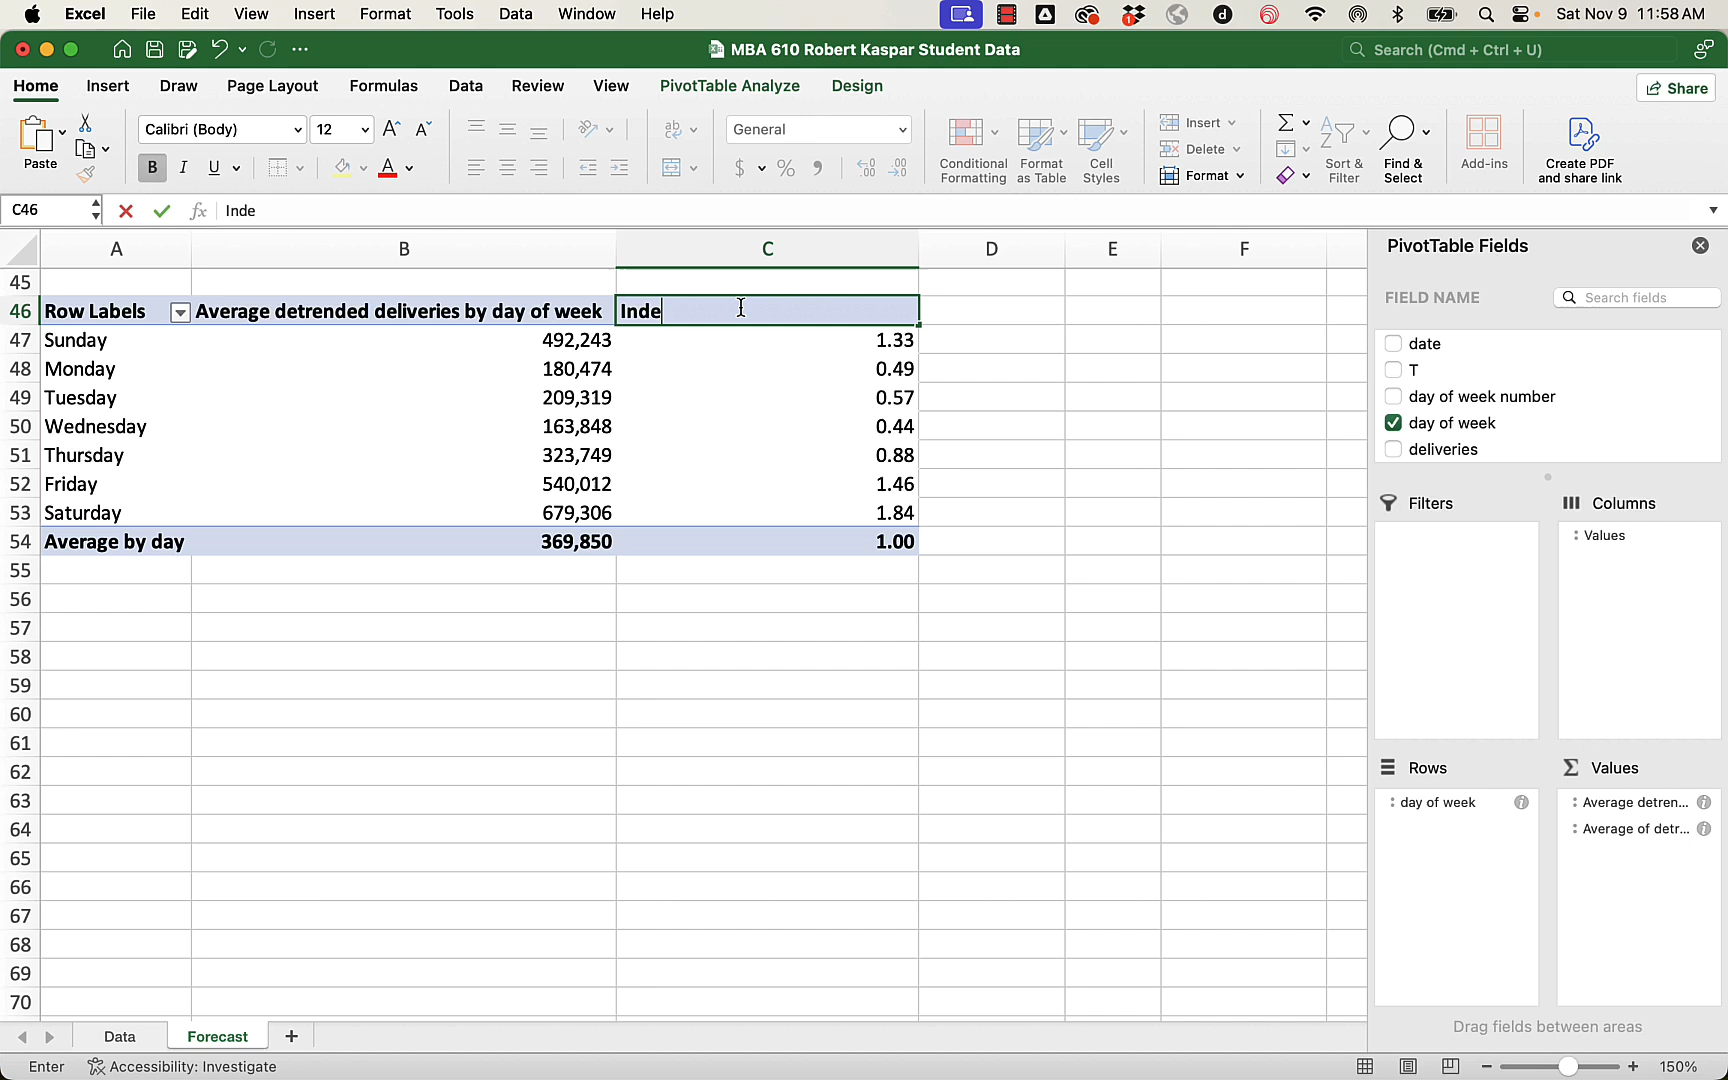 Excel File Edit View Insert Format Tools Data Window Help 1 d Sat Nov 9 11:58 AM
MBA 610 Robert Kaspar Student Data Search (Cmd + Ctrl + U)
Home Insert Draw Page Layout Formulas Data Review View PivotTable Analyze Design Share
Paste Calibri (Body) 12 A A B I U A ab General $ % Conditional Formatting Format as Table Cell Styles Insert Delete Format Sort & Filter Find & Select Add-ins Create PDF and share link
C46 fx Inde
A B C D E F
45
46 Row Labels Average detrended deliveries by day of week Inde
47 Sunday 492,243 1.33
48 Monday 180,474 0.49
49 Tuesday 209,319 0.57
50 Wednesday 163,848 0.44
51 Thursday 323,749 0.88
52 Friday 540,012 1.46
53 Saturday 679,306 1.84
54 Average by day 369,850 1.00
55
56
57
58
59
60
61
62
63
64
65
66
67
68
69
70
PivotTable Fields
FIELD NAME Search fields
date
T
day of week number
day of week
deliveries
Filters Columns
: Values
Rows Σ Values
: day of week : Average detren...
: Average of detr...
Drag fields between areas
Data Forecast +
Enter Accessibility: Investigate − + 150%